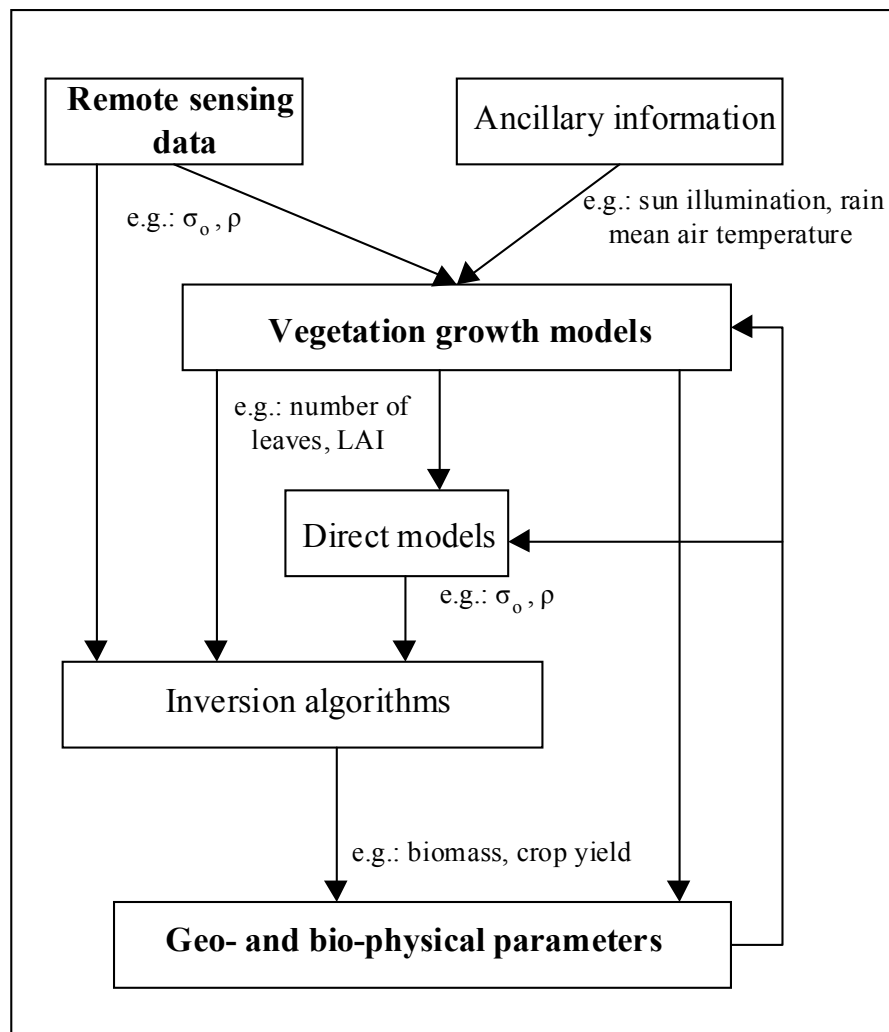 Remote sensing
data
Ancillary information
e.g.: σo , ρ
e.g.: sun illumination, rain
mean air temperature
Vegetation growth models
e.g.: number of
leaves, LAI
Direct models
e.g.: σo , ρ
Inversion algorithms
e.g.: biomass, crop yield
Geo- and bio-physical parameters